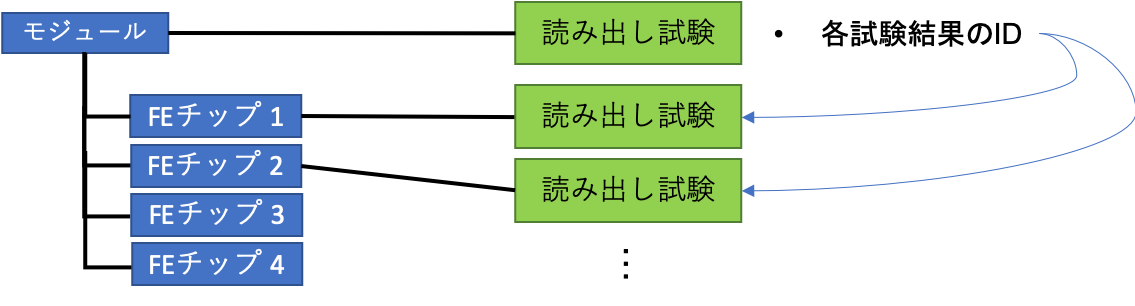 モジュール
読み出し試験
• 各試験結果のID
FEチップ 1
読み出し試験
FEチップ 2
読み出し試験
FEチップ 3
FEチップ 4
⋮